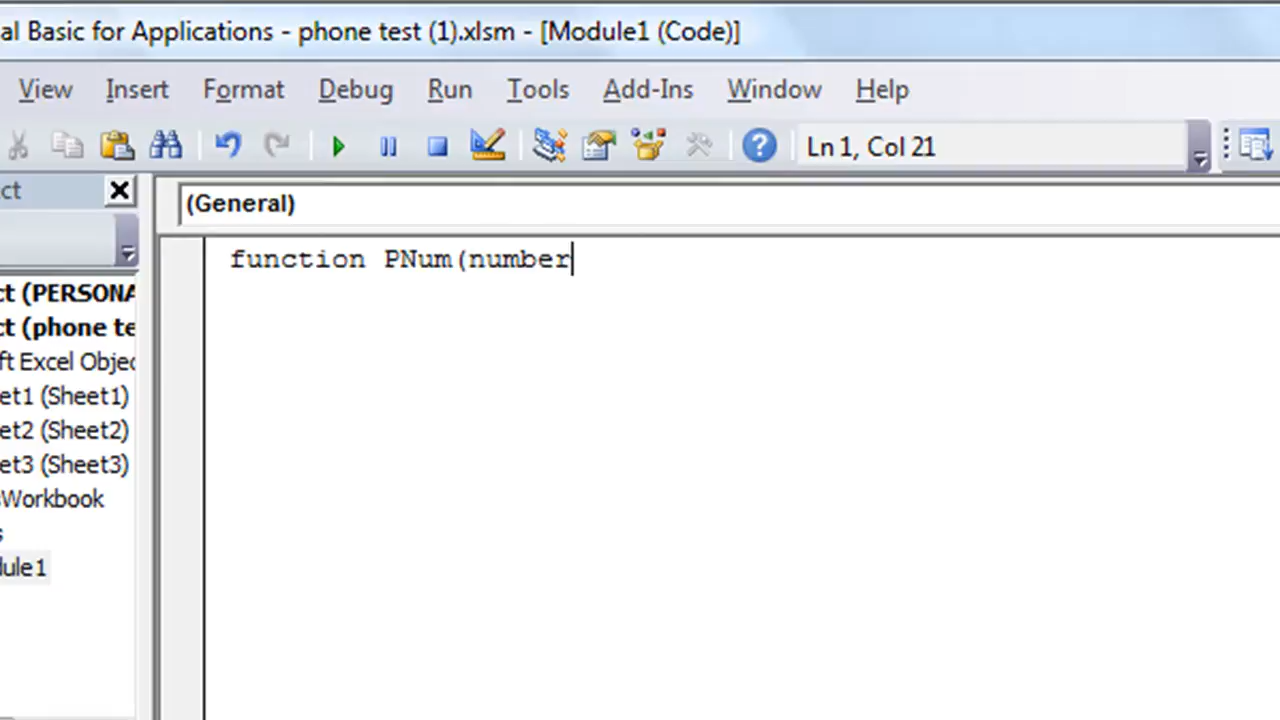 al Basic for Applications - phone test (1).xlsm - [Module1 (Code)]
View Insert Format Debug Run Tools Add-Ins Window Help
Ln 1, Col 21
ct
(General)
function PNum(number
ct (PERSONA
ct (phone te
ft Excel Objec
et1 (Sheet1)
et2 (Sheet2)
et3 (Sheet3)
sWorkbook
s
dule1